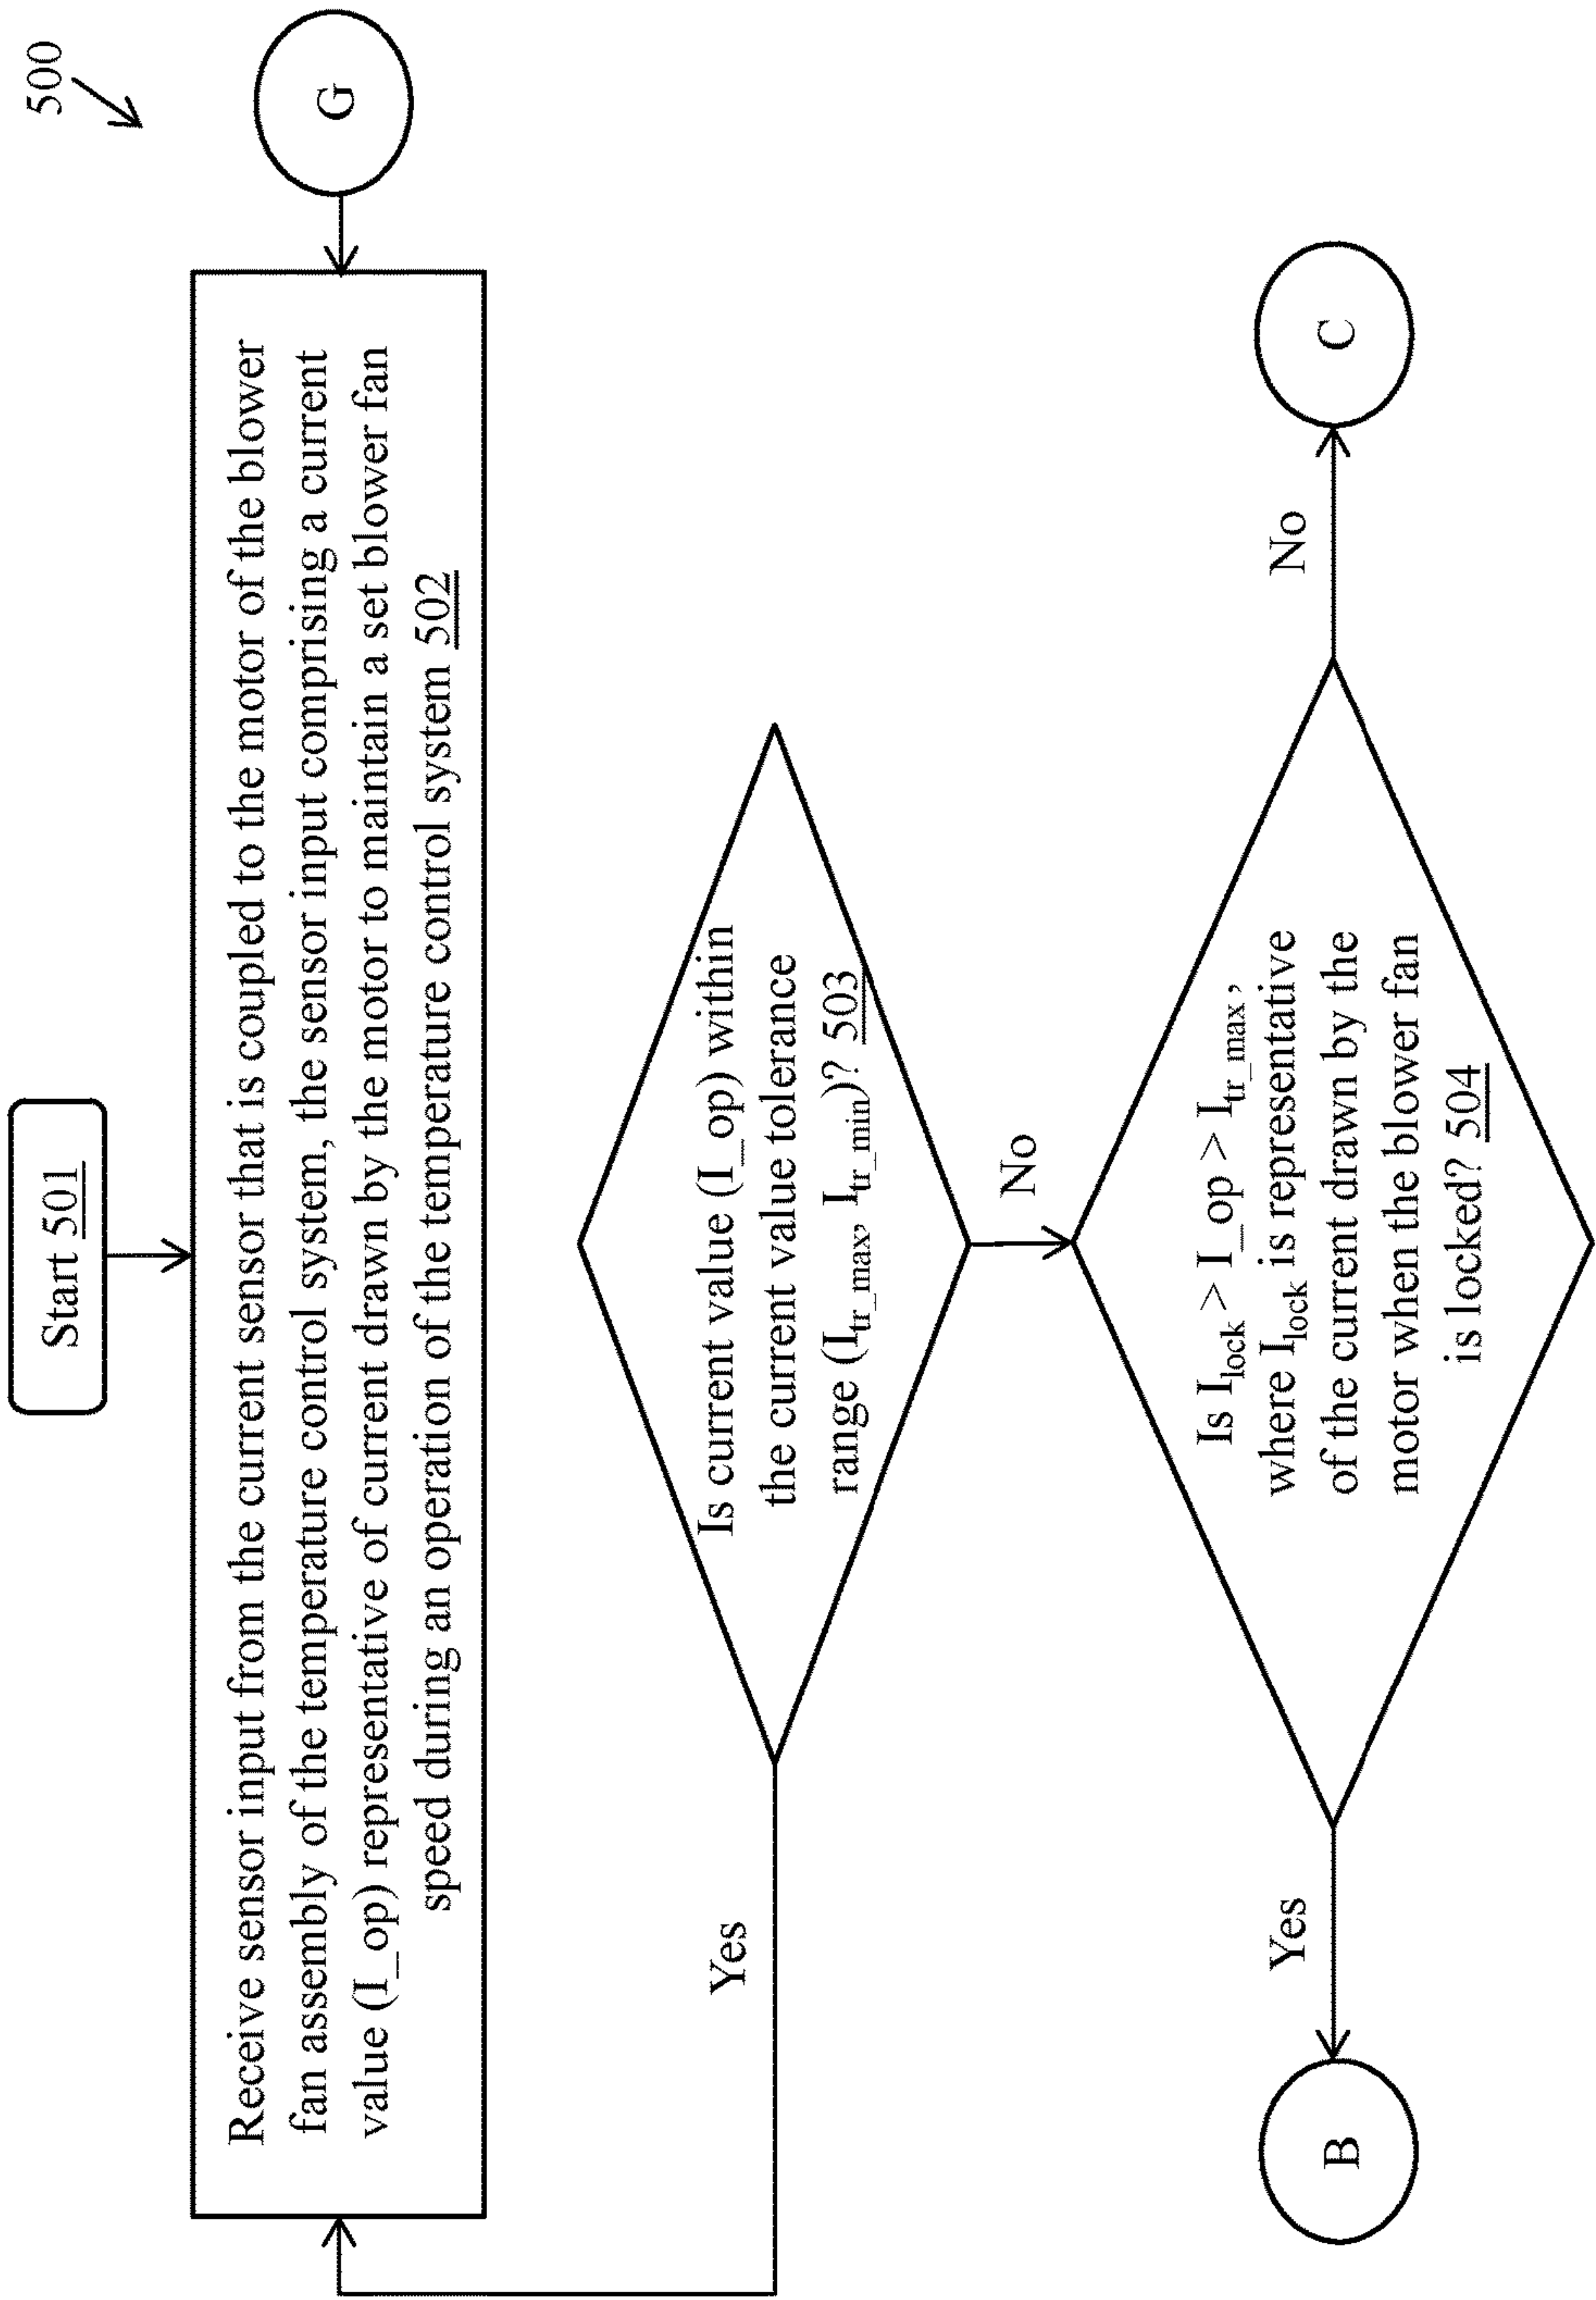 500
Start 501
G
Receive sensor input from the current sensor that is coupled to the motor of the blower
fan assembly of the temperature control system, the sensor input comprising a current
value (I_op) representative of current drawn by the motor to maintain a set blower fan
speed during an operation of the temperature control system 502
Is current value (I_op) within
the current value tolerance
range (Itr_max, Itr_min)? 503
Yes
No
Is Ilock > I_op > Itr_max,
where Ilock is representative
of the current drawn by the
motor when the blower fan
is locked? 504
Yes
No
B
C